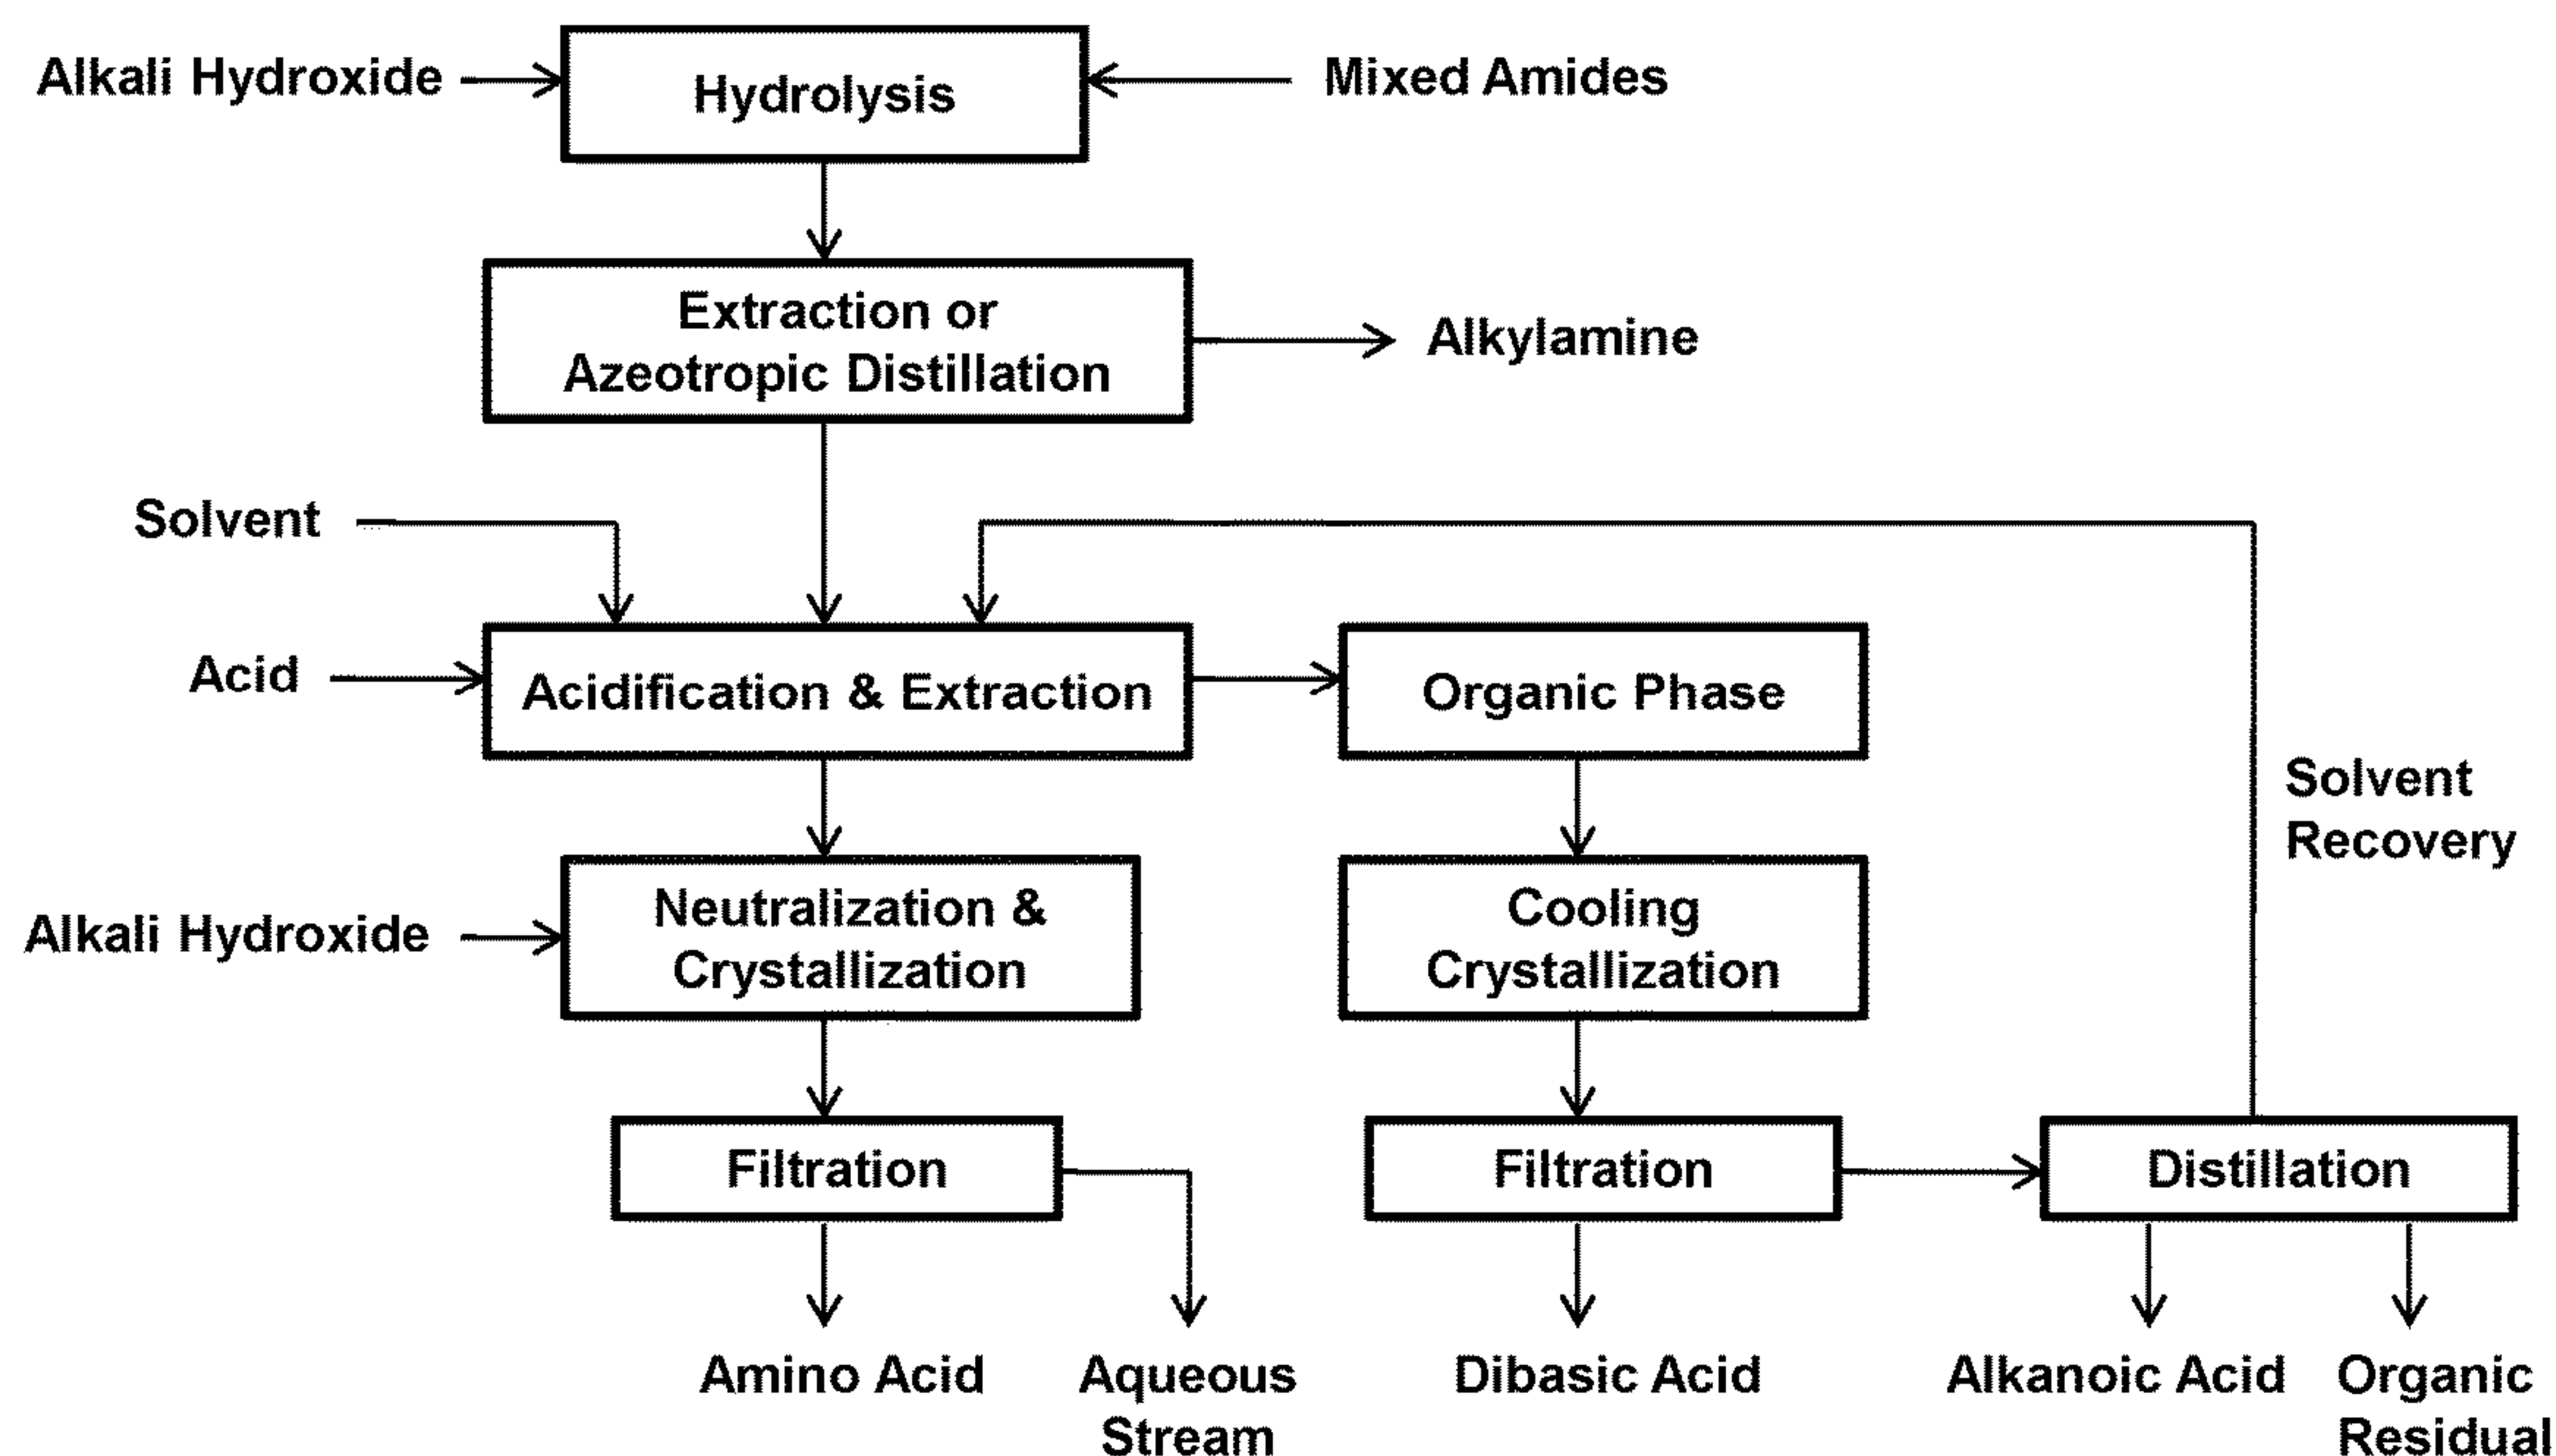 Alkali Hydroxide
Hydrolysis
Mixed Amides
Extraction or
Azeotropic Distillation
Alkylamine
Solvent
Acid
Acidification & Extraction
Organic Phase
Solvent
Recovery
Alkali Hydroxide
Neutralization &
Crystallization
Cooling
Crystallization
Filtration
Filtration
Distillation
Amino Acid
Aqueous
Stream
Dibasic Acid
Alkanoic Acid
Organic
Residual